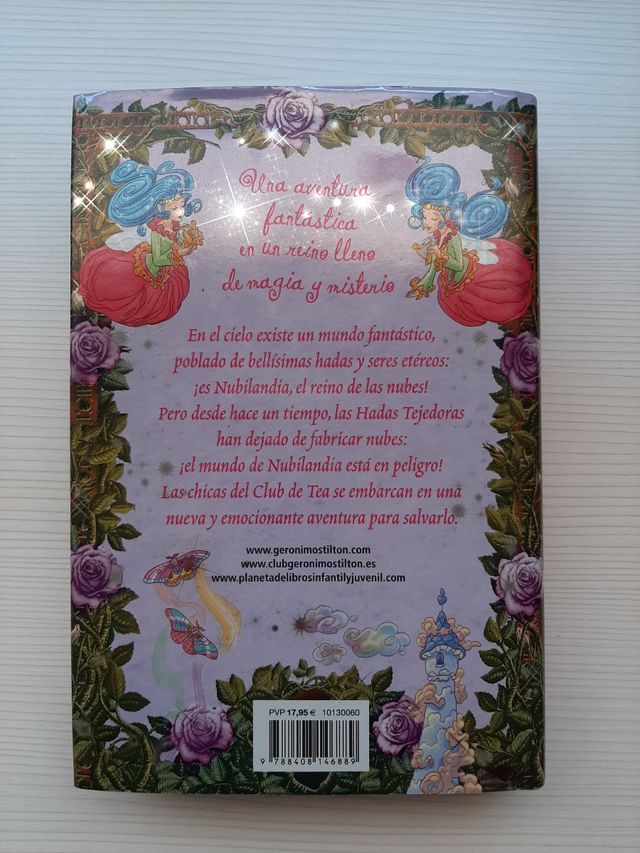 Una aventura
fantástica
en un reino lleno
de magia y misterio
En el cielo existe un mundo fantástico,
poblado de bellísimas hadas y seres etéreos:
¡es Nubilandia, el reino de las nubes!
Pero desde hace un tiempo, las Hadas Tejedoras
han dejado de fabricar nubes:
¡el mundo de Nubilandia está en peligro!
Las chicas del Club de Tea se embarcan en una
nueva y emocionante aventura para salvarlo.
www.geronimostilton.com
www.clubgeronimostilton.es
www.planetadelibrosinfantilyjuvenil.com
PVP 17,95 € 10130060
9 788408 146889